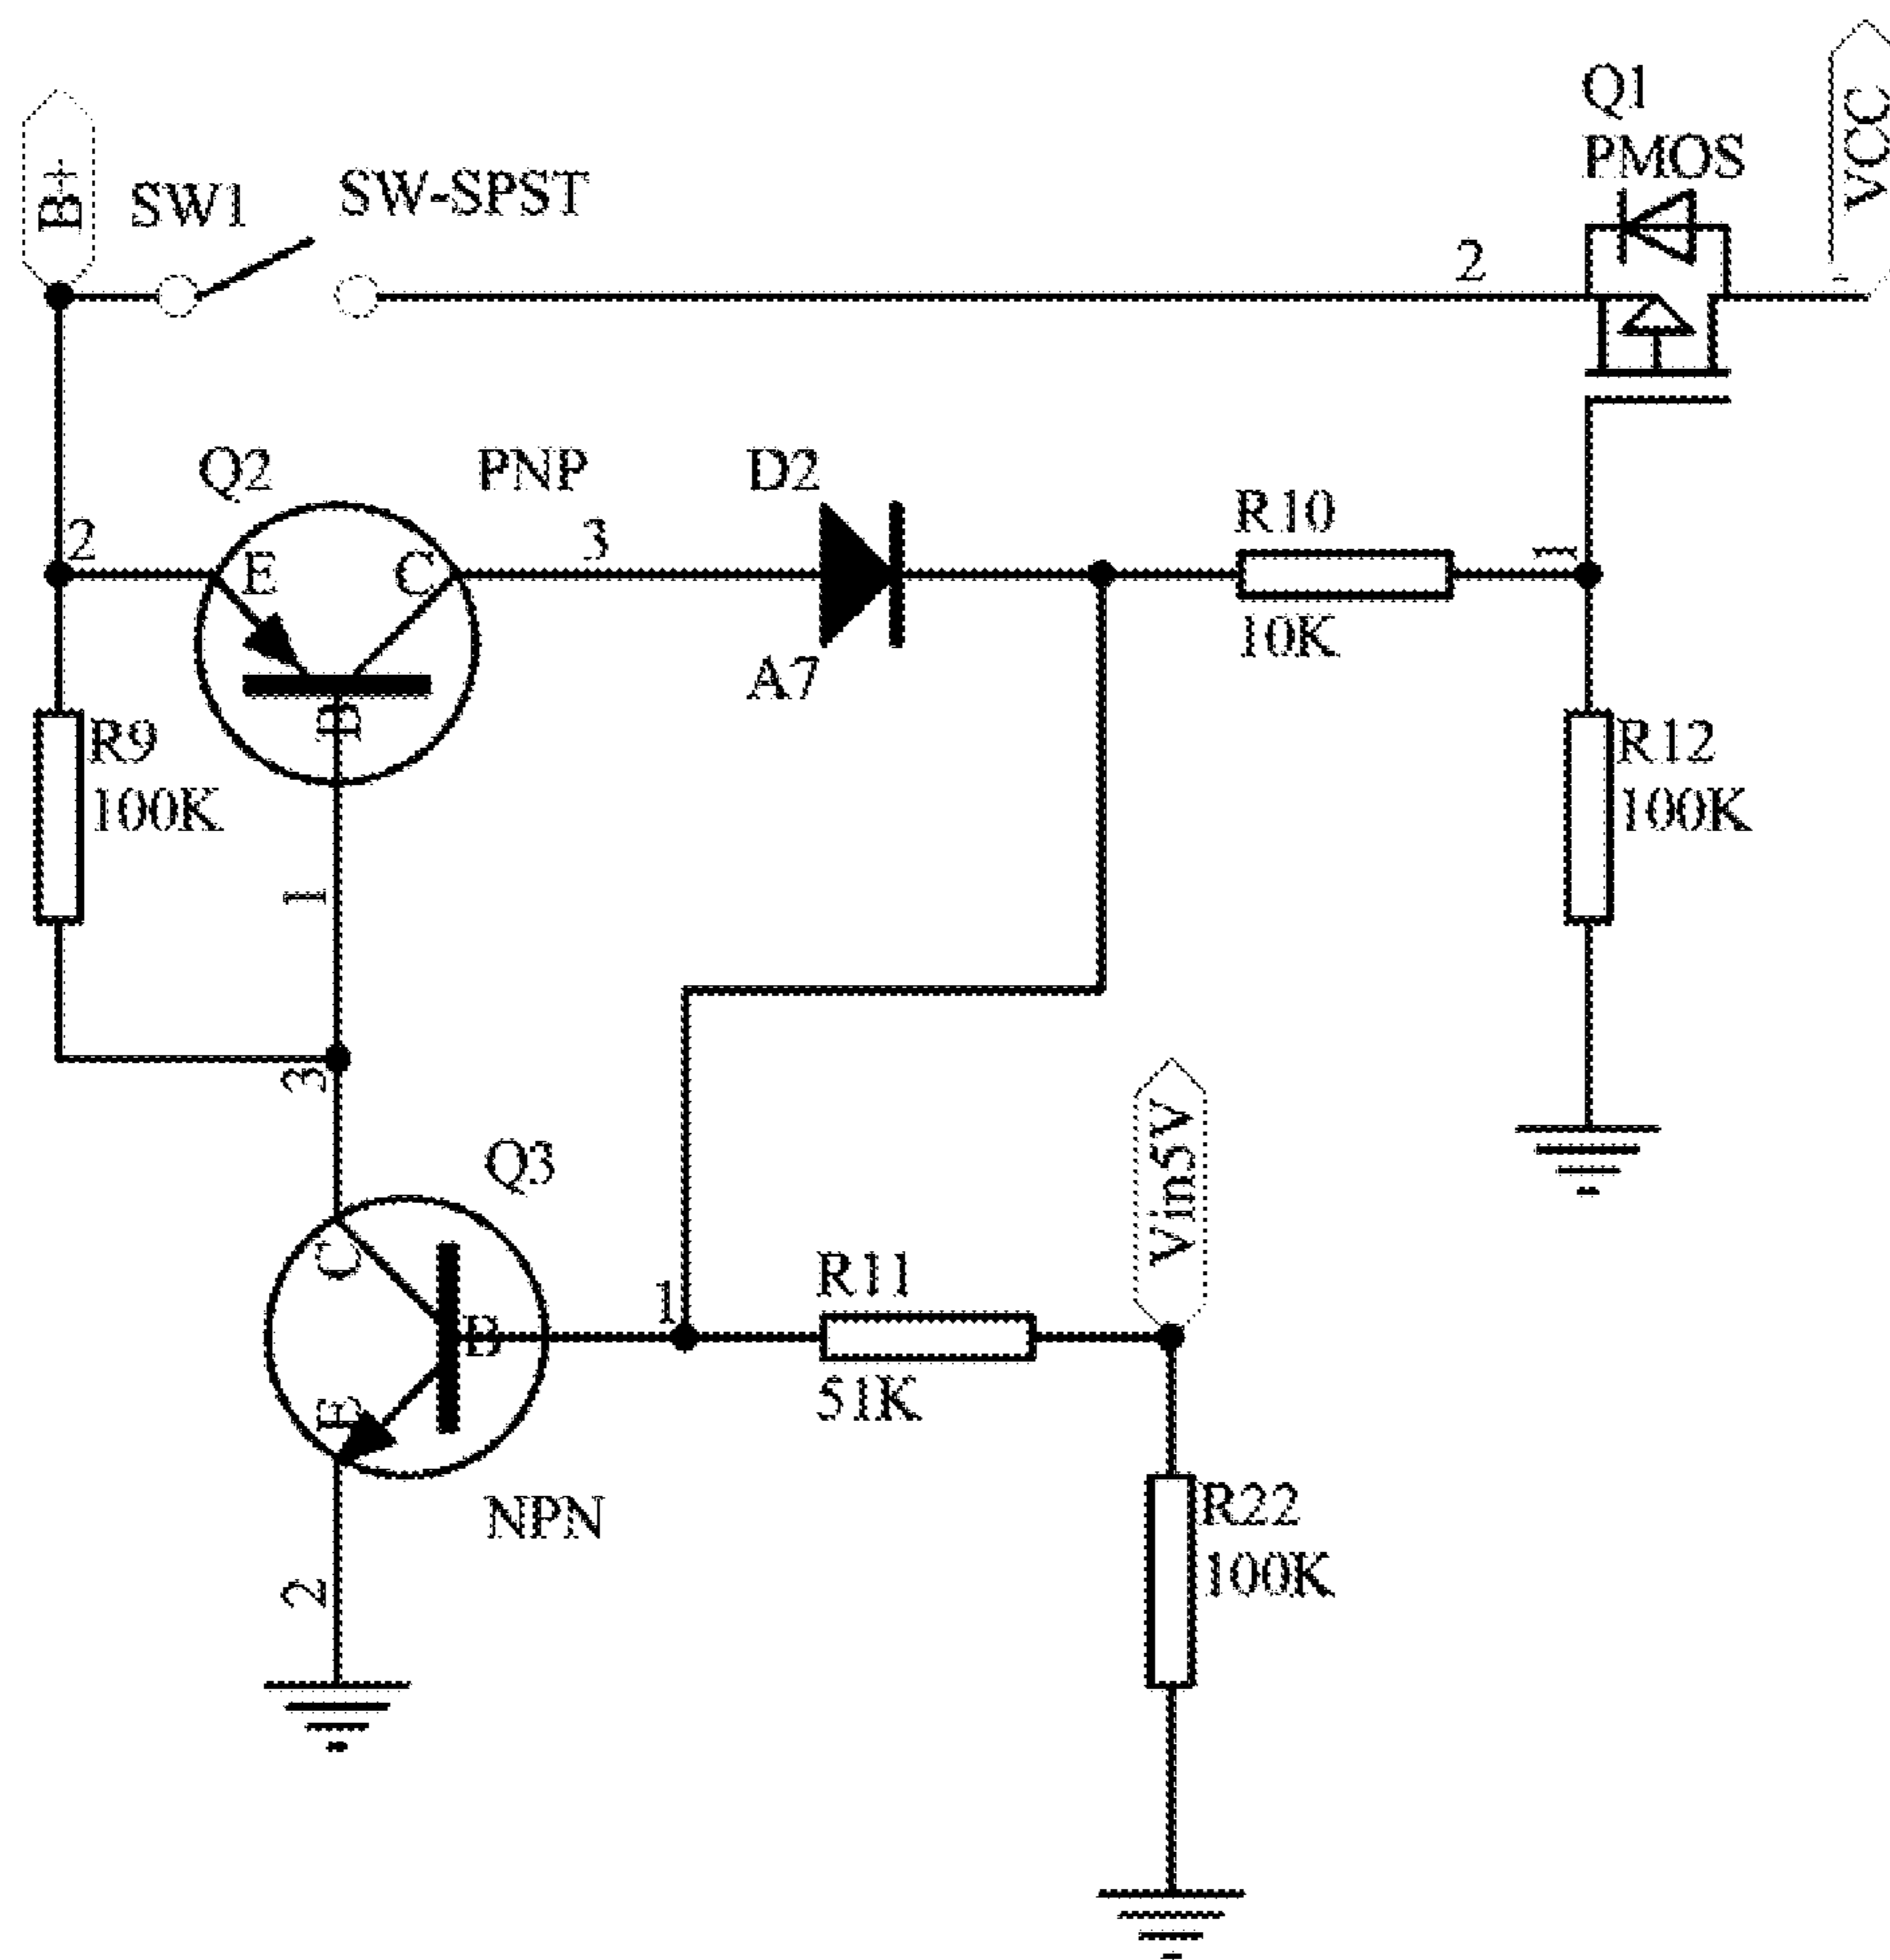 Q1
PMOS
VCC
B+
SW1
SW-SPST
2
Q2
PNP
D2
R10
2
E
C
3
1
10K
A7
B
R9
100K
R12
100K
1
3
Q3
Vin5V
C
R11
1
B
51K
E
NPN
R22
100K
2